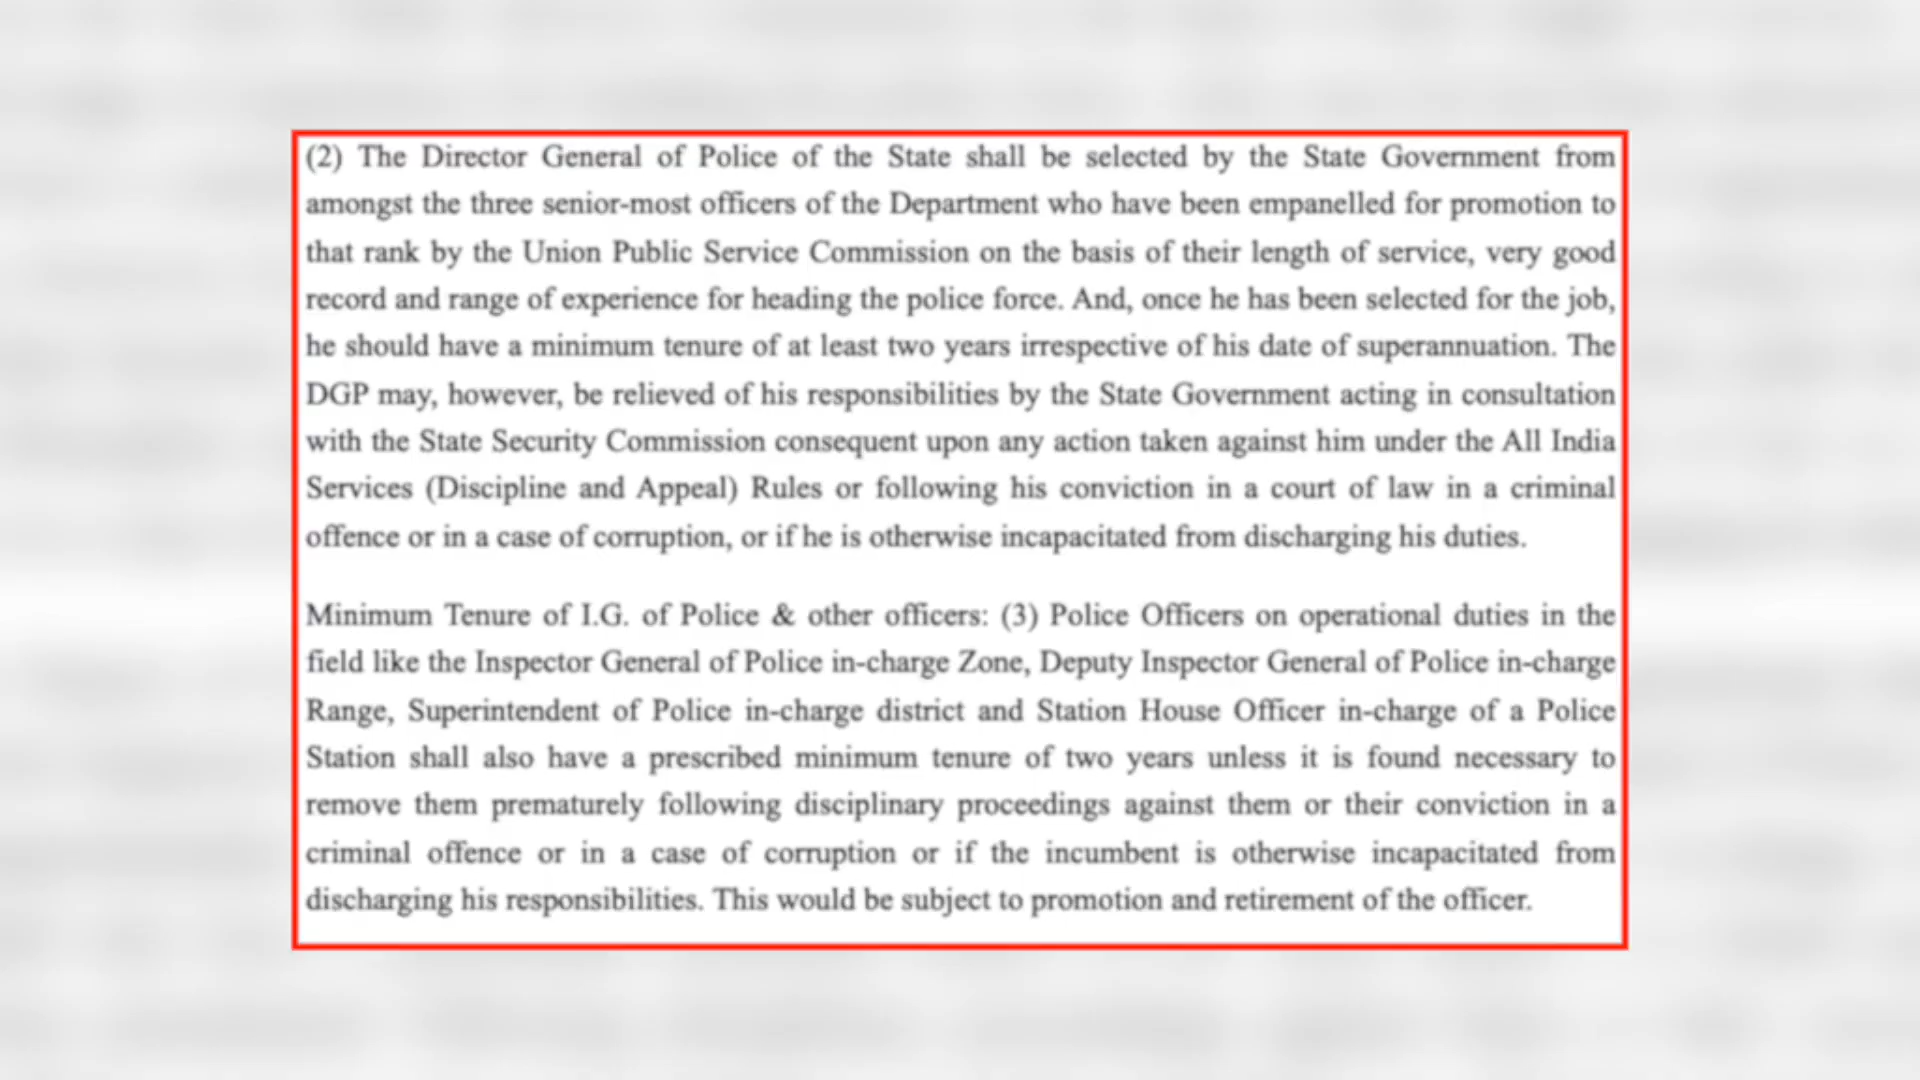 (2) The Director General of Police of the State shall be selected by the State Government from
amongst the three senior-most officers of the Department who have been empanelled for promotion to
that rank by the Union Public Service Commission on the basis of their length of service, very good
record and range of experience for heading the police force. And, once he has been selected for the job,
he should have a minimum tenure of at least two years irrespective of his date of superannuation. The
DGP may, however, be relieved of his responsibilities by the State Government acting in consultation
with the State Security Commission consequent upon any action taken against him under the All India
Services (Discipline and Appeal) Rules or following his conviction in a court of law in a criminal
offence or in a case of corruption, or if he is otherwise incapacitated from discharging his duties.
Minimum Tenure of I.G. of Police & other officers: (3) Police Officers on operational duties in the
field like the Inspector General of Police in-charge Zone, Deputy Inspector General of Police in-charge
Range, Superintendent of Police in-charge district and Station House Officer in-charge of a Police
Station shall also have a prescribed minimum tenure of two years unless it is found necessary to
remove them prematurely following disciplinary proceedings against them or their conviction in a
criminal offence or in a case of corruption or if the incumbent is otherwise incapacitated from
discharging his responsibilities. This would be subject to promotion and retirement of the officer.